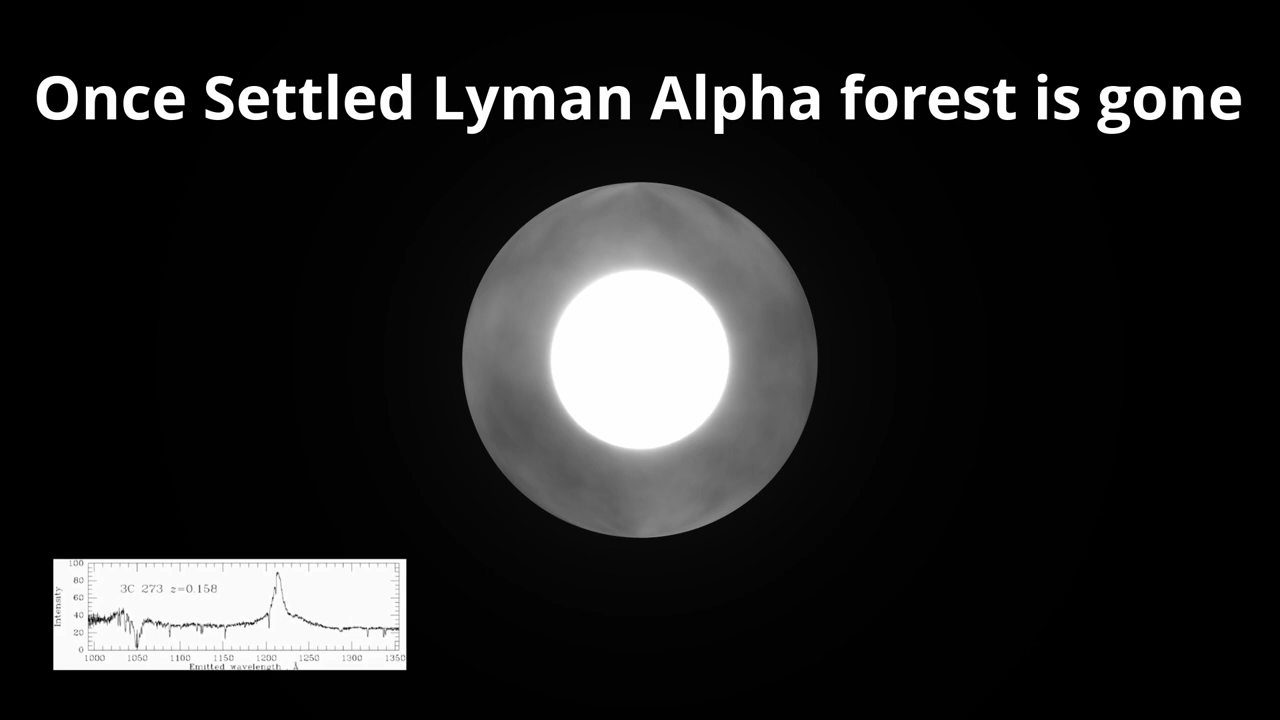 Once Settled Lyman Alpha forest is gone
100
80
60
40
20
0
Intensity
3C 273 z=0.158
1000 1050 1100 1150 1200 1250 1300 1350
Emitted wavelength, Å